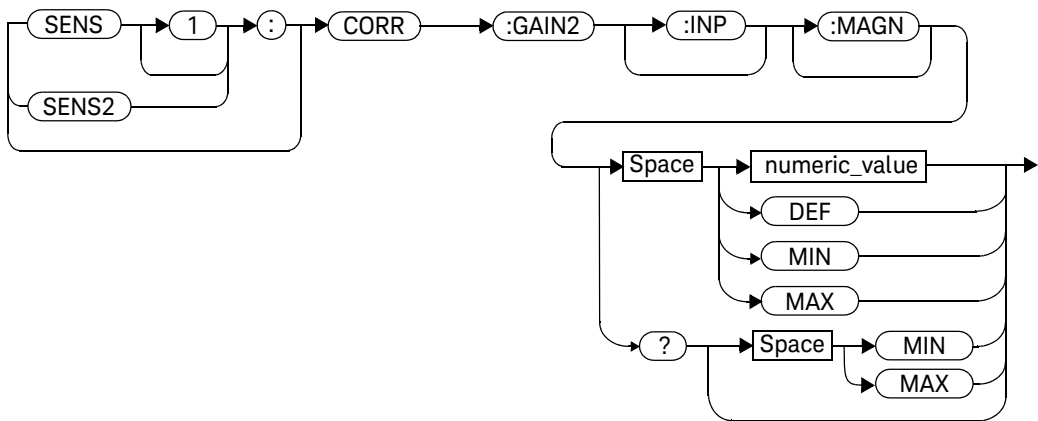 SENS 1 : CORR :GAIN2 :INP :MAGN
SENS2
Space numeric_value
DEF
MIN
MAX
? Space MIN
MAX